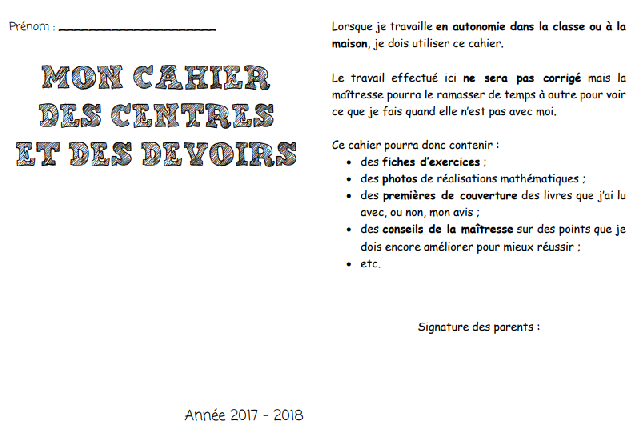 Prénom : _______________________
MON CAHIER
DES CENTRES
ET DES DEVOIRS
Année 2017 - 2018
Lorsque je travaille en autonomie dans la classe ou à la
maison, je dois utiliser ce cahier.
Le travail effectué ici ne sera pas corrigé mais la
maîtresse pourra le ramasser de temps à autre pour voir
ce que je fais quand elle n'est pas avec moi.
Ce cahier pourra donc contenir :
• des fiches d'exercices ;
• des photos de réalisations mathématiques ;
• des premières de couverture des livres que j'ai lu
avec, ou non, mon avis ;
• des conseils de la maîtresse sur des points que je
dois encore améliorer pour mieux réussir ;
• etc.
Signature des parents :